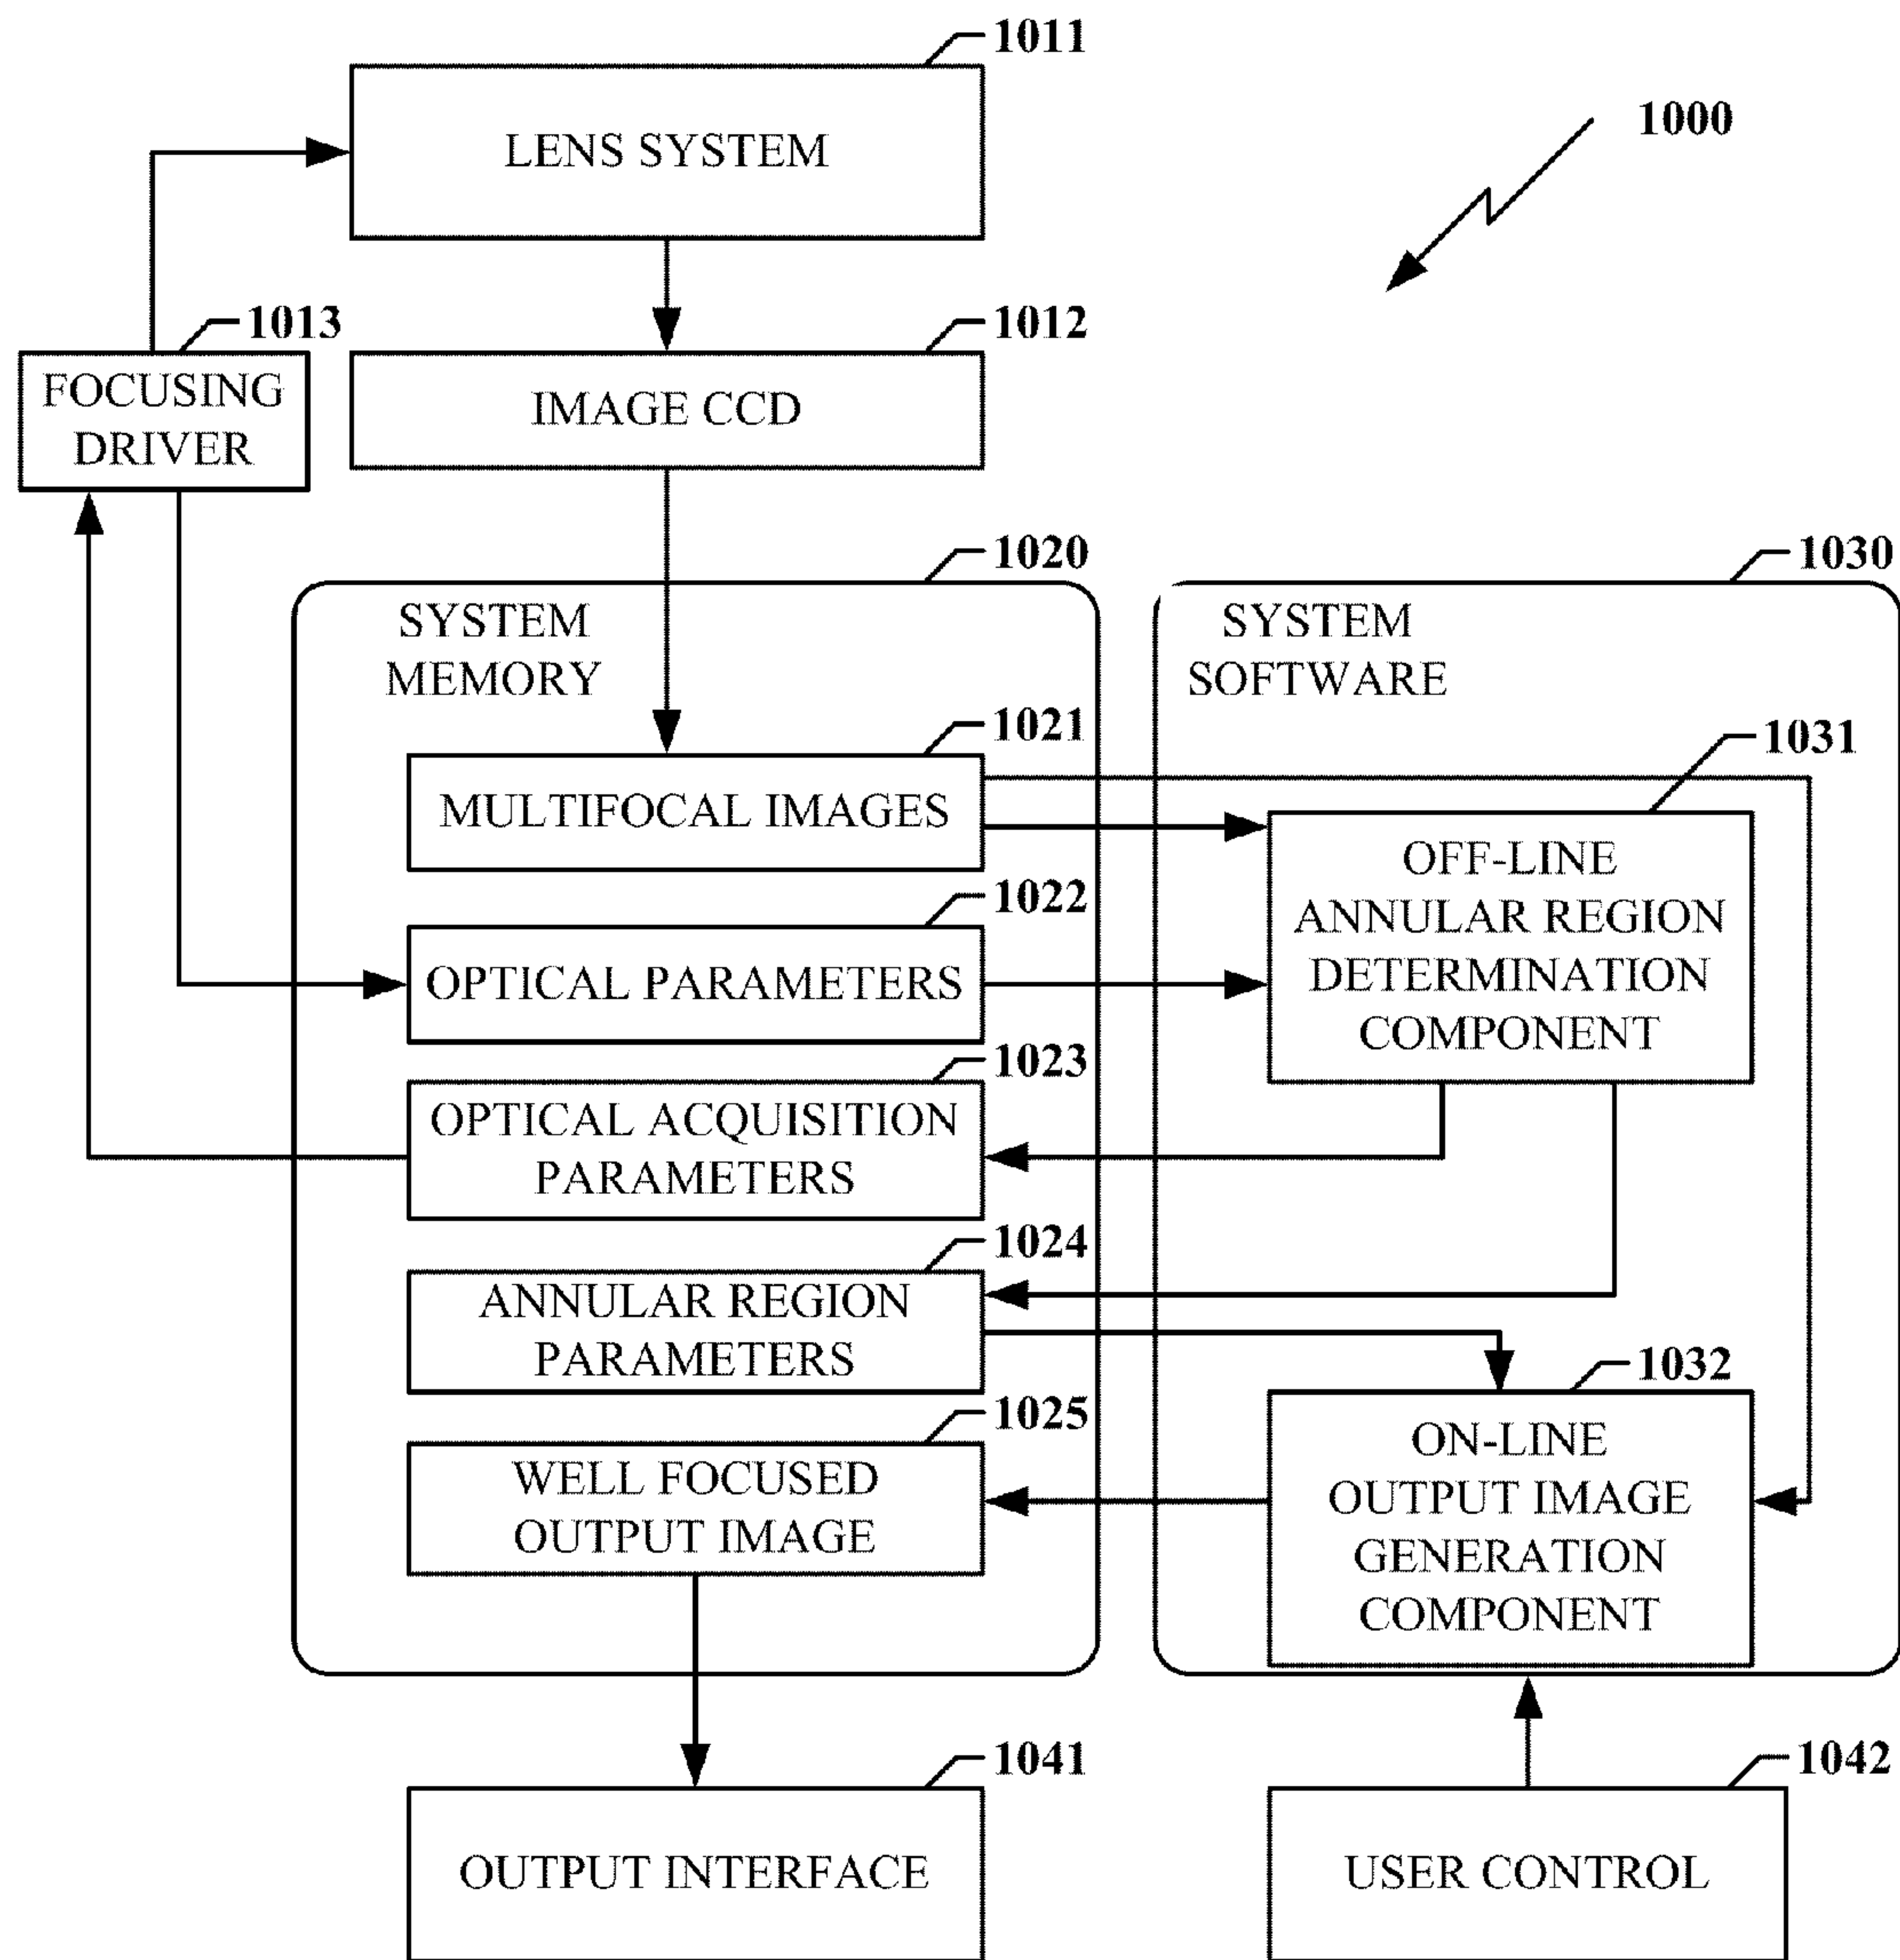 1011
LENS SYSTEM
1000
1013
FOCUSING
DRIVER
1012
IMAGE CCD
1020
SYSTEM
MEMORY
1030
SYSTEM
SOFTWARE
1021
MULTIFOCAL IMAGES
1031
OFF-LINE
ANNULAR REGION
DETERMINATION
COMPONENT
1022
OPTICAL PARAMETERS
1023
OPTICAL ACQUISITION
PARAMETERS
1024
ANNULAR REGION
PARAMETERS
1032
ON-LINE
OUTPUT IMAGE
GENERATION
COMPONENT
1025
WELL FOCUSED
OUTPUT IMAGE
1041
OUTPUT INTERFACE
1042
USER CONTROL